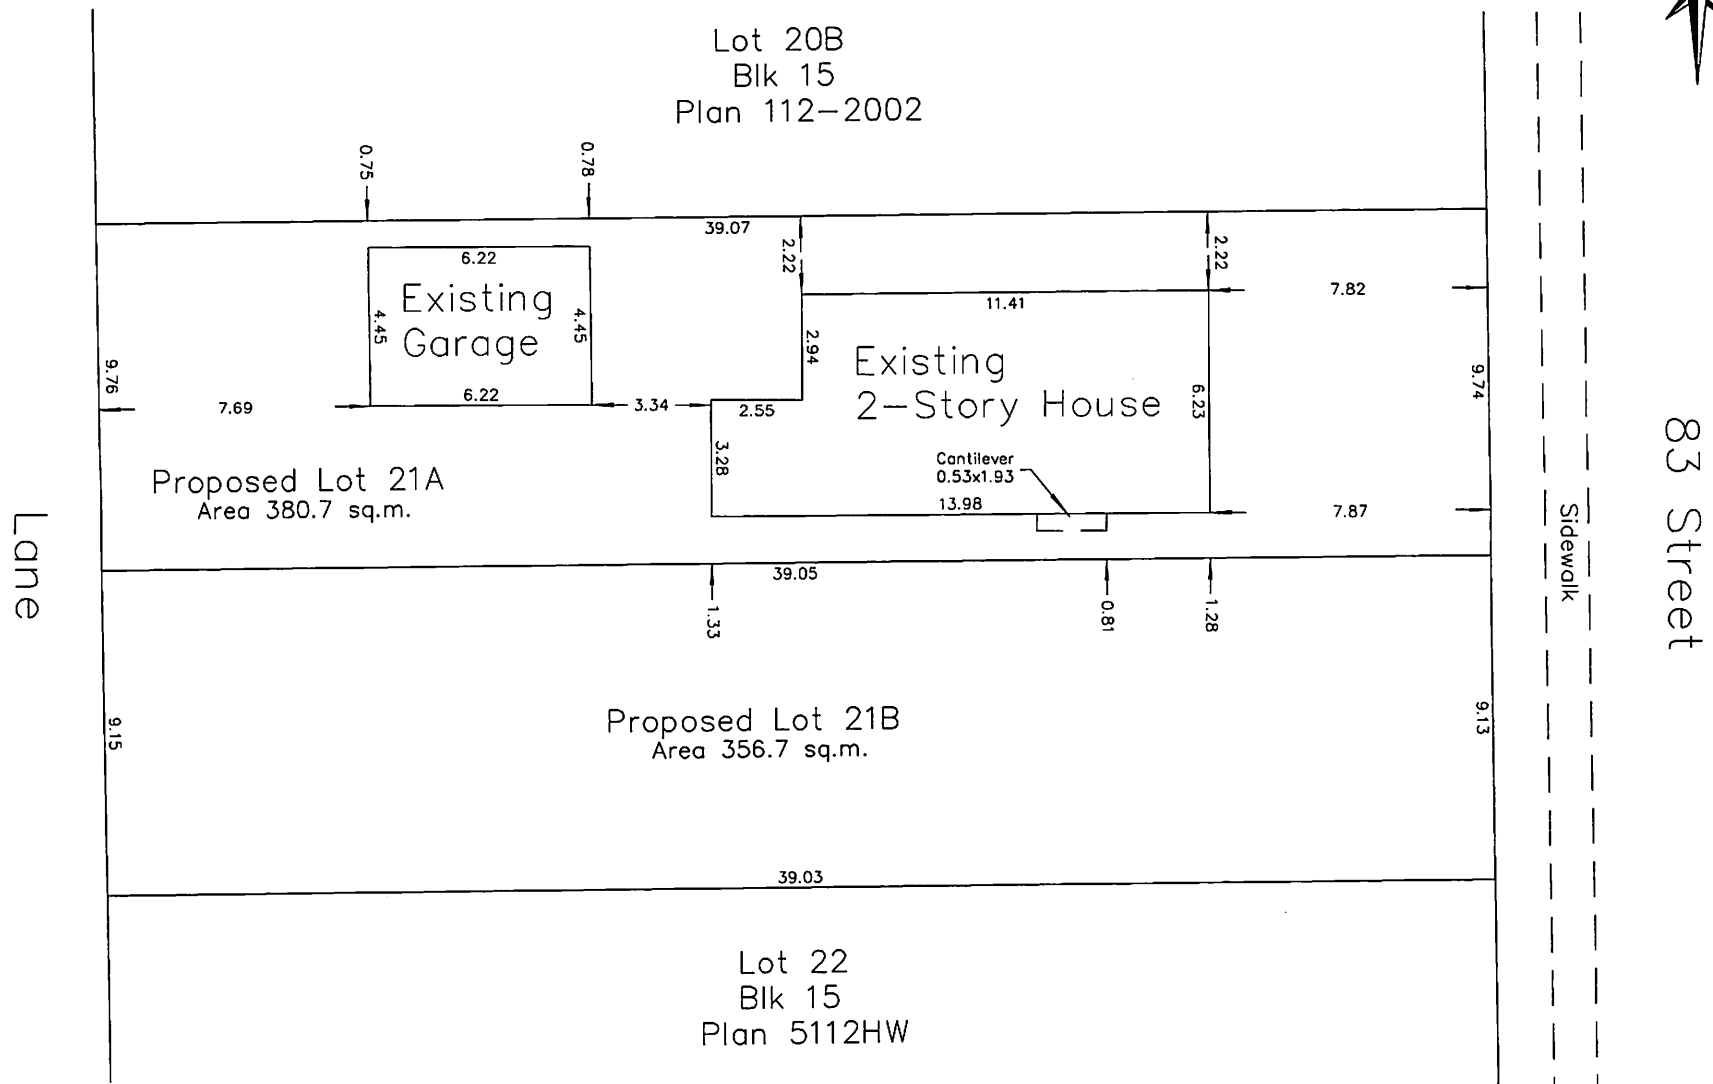 Lot 20B
Blk 15
Plan 112-2002
0.75
0.78
39.07
2.22
2.22
6.22
7.82
11.41
Existing
Garage
4.45
4.45
2.94
Existing
2-Story House
9.76
9.74
6.22
6.23
7.69
3.34
2.55
3.28
Cantilever
0.53x1.93
13.98
7.87
Proposed Lot 21A
Area 380.7 sq.m.
Lane
Sidewalk
83 Street
39.05
1.33
0.81
1.28
Proposed Lot 21B
Area 356.7 sq.m.
9.15
9.13
39.03
Lot 22
Blk 15
Plan 5112HW